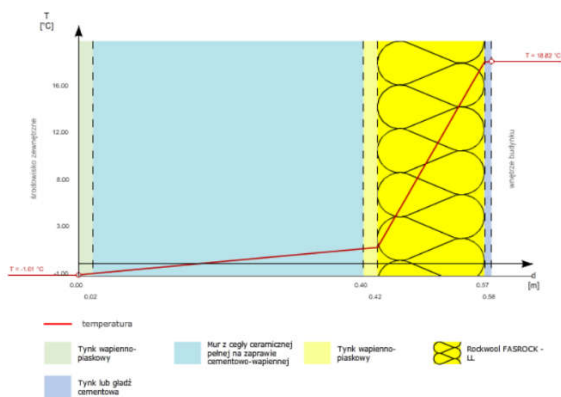 T
[°C]
T = 18.82 °C
16.00
12.00
8.00
3.00
-1.00
środowisko zewnętrzne
wnętrze budynku
T = -1.01 °C
0.00
0.40
0.57
d
0.02
0.42
0.58
[m]
temperatura
Tynk wapienno-
piaskowy
Mur z cegły ceramicznej
pełnej na zaprawie
cementowo-wapiennej
Tynk wapienno-
piaskowy
Rockwool FASROCK -
LL
Tynk lub gładź
cementowa